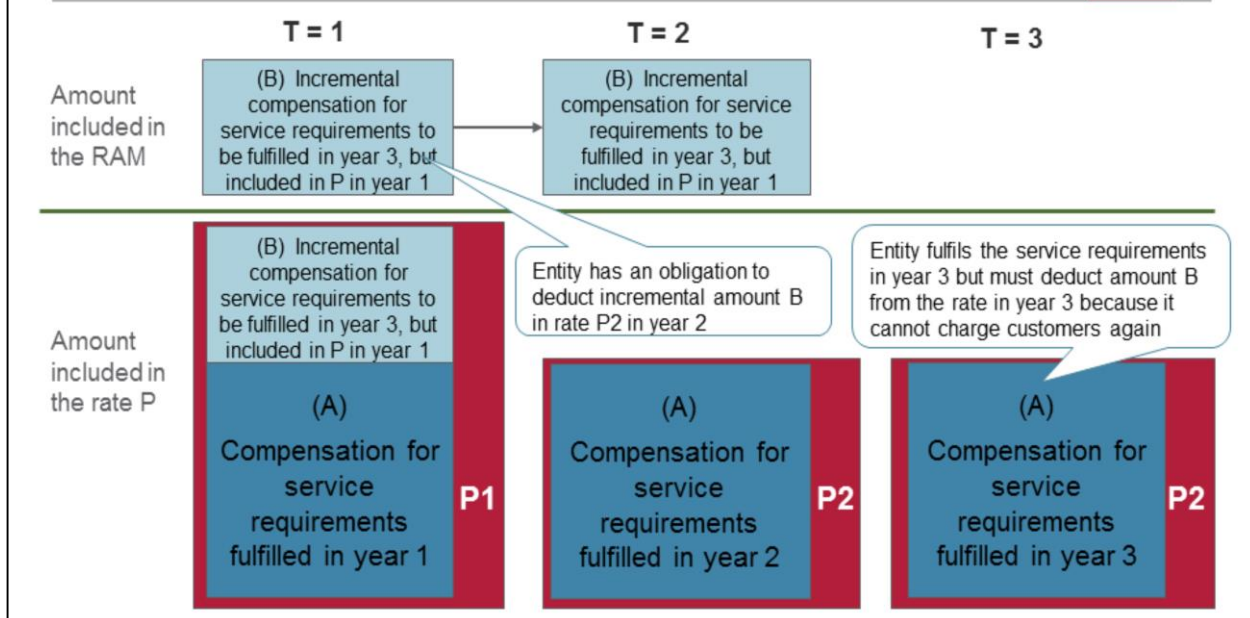 T = 1
T = 2
T = 3
Amount
included in
the RAM
(B) Incremental
compensation for
service requirements to
be fulfilled in year 3, but
included in P in year 1
(B) Incremental
compensation for service
requirements to be
fulfilled in year 3, but
included in P in year 1
Amount
included in
the rate P
(B) Incremental
compensation for
service requirements to
be fulfilled in year 3, but
included in P in year 1
(A)
Compensation for
service
requirements
fulfilled in year 1
P1
Entity has an obligation to
deduct incremental amount B
in rate P2 in year 2
(A)
Compensation for
service
requirements
fulfilled in year 2
P2
Entity fulfils the service requirements
in year 3 but must deduct amount B
from the rate in year 3 because it
cannot charge customers again
(A)
Compensation for
service
requirements
fulfilled in year 3
P2